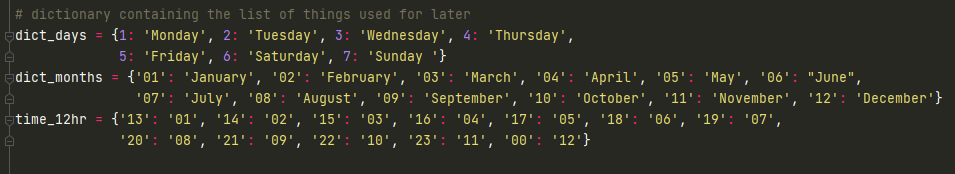 # dictionary containing the list of things used for later
dict_days = {1: 'Monday', 2: 'Tuesday', 3: 'Wednesday', 4: 'Thursday',
5: 'Friday', 6: 'Saturday', 7: 'Sunday '}
dict_months = {'01': 'January', '02': 'February', '03': 'March', '04': 'April', '05': 'May', '06': "June",
'07': 'July', '08': 'August', '09': 'September', '10': 'October', '11': 'November', '12': 'December'}
time_12hr = {'13': '01', '14': '02', '15': '03', '16': '04', '17': '05', '18': '06', '19': '07',
'20': '08', '21': '09', '22': '10', '23': '11', '00': '12'}